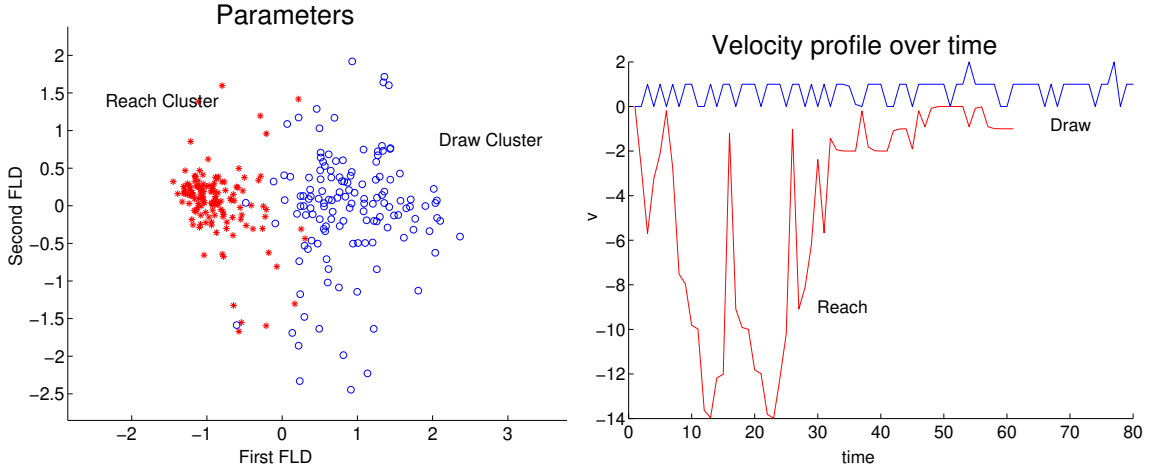 Parameters
2
1.5
1
0.5
0
−0.5
−1
−1.5
−2
−2.5
Second FLD
Reach Cluster
Draw Cluster
−2 −1 0 1 2 3
First FLD
Velocity profile over time
2
0
−2
−4
−6
−8
−10
−12
−14
v
Draw
Reach
0 10 20 30 40 50 60 70 80
time